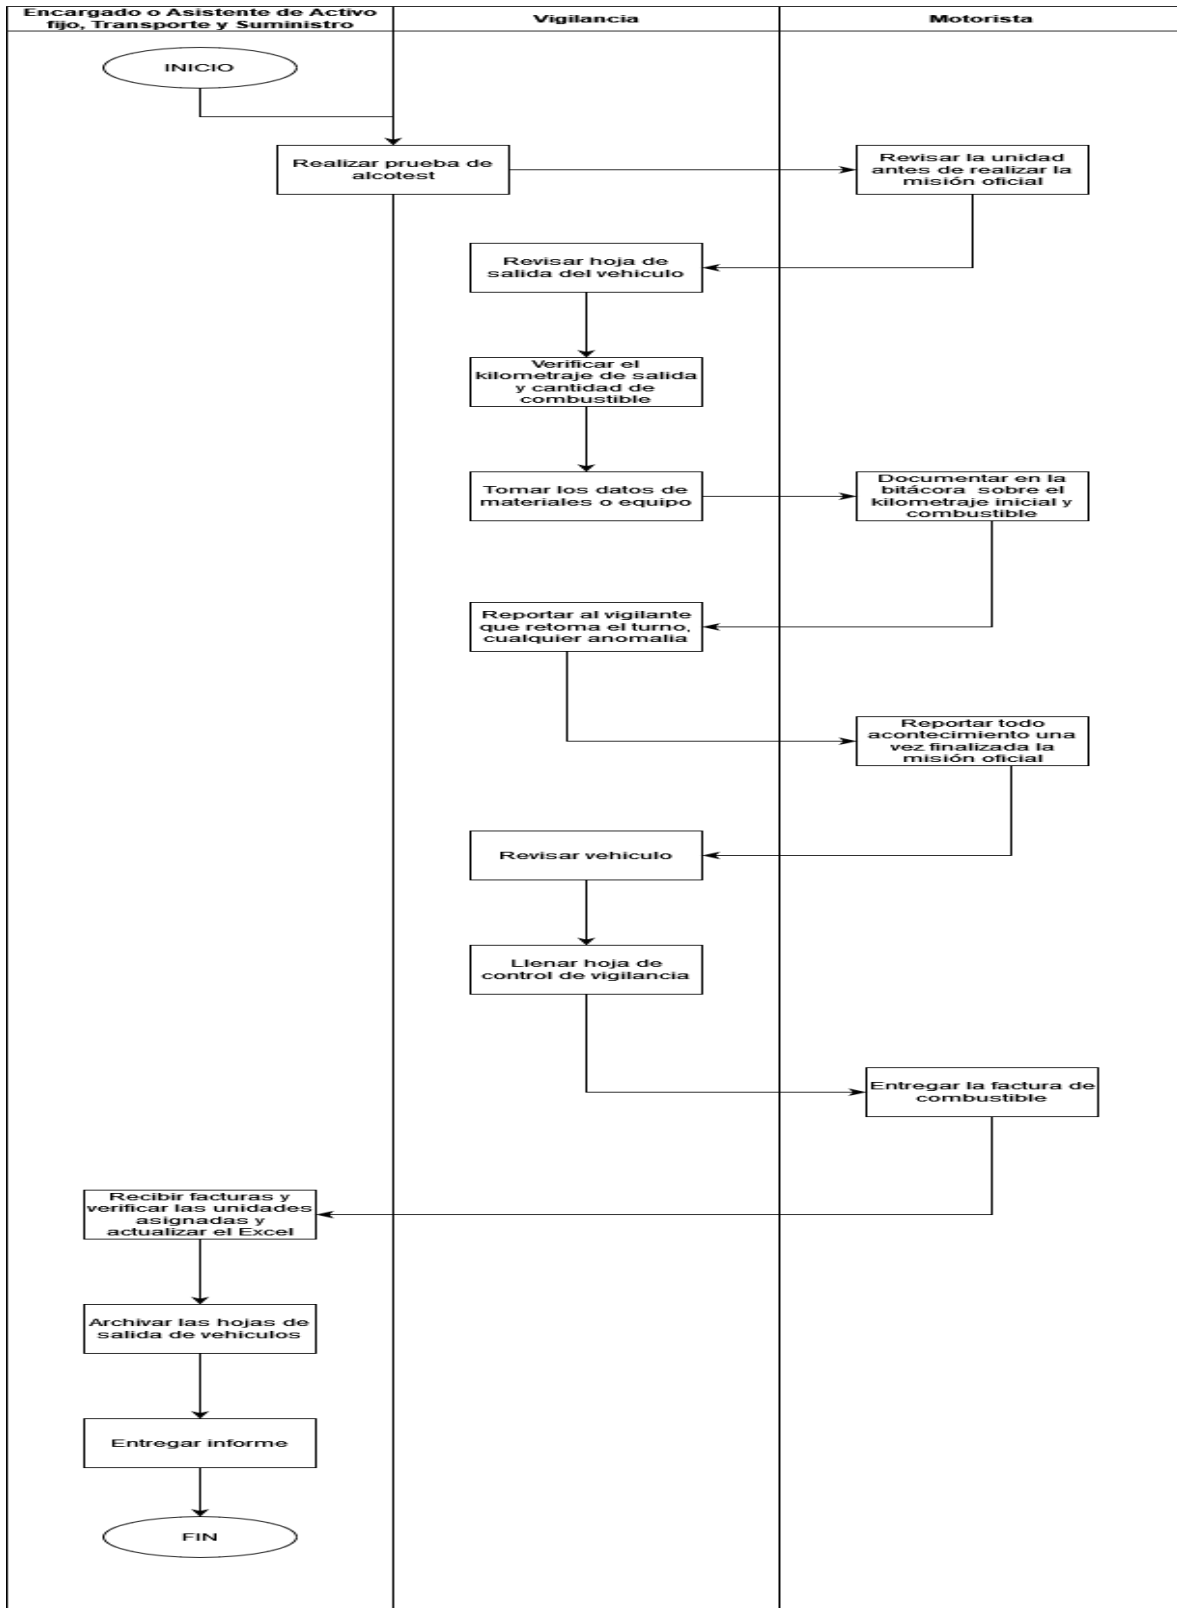 Encargado o Asistente de Activo
fijo, Transporte y Suministro
Vigilancia
Motorista
INICIO
Realizar prueba de
alcotest
Revisar la unidad
antes de realizar la
misión oficial
Revisar hoja de
salida del vehiculo
Verificar el
kilometraje de salida
y cantidad de
combustible
Tomar los datos de
materiales o equipo
Documentar en la
bitácora sobre el
kilometraje inicial y
combustible
Reportar al vigilante
que retoma el turno,
cualquier anomalia
Reportar todo
acontecimiento una
vez finalizada la
misión oficial
Revisar vehiculo
Llenar hoja de
control de vigilancia
Entregar la factura de
combustible
Recibir facturas y
verificar las unidades
asignadas y
actualizar el Excel
Archivar las hojas de
salida de vehiculos
Entregar informe
FIN